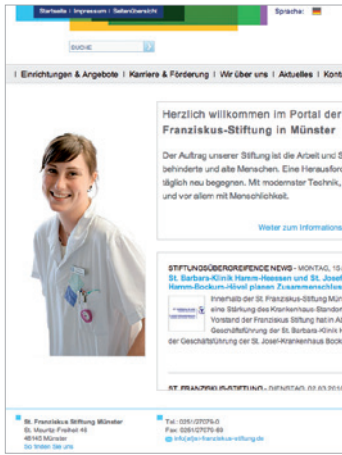 Startseite | Impressum | Seitenübersicht
Sprache:
SUCHE
| Einrichtungen & Angebote | Karriere & Förderung | Wir über uns | Aktuelles | Kont
Herzlich willkommen im Portal der
Franziskus-Stiftung in Münster
Der Auftrag unserer Stiftung ist die Arbeit und S
behinderte und alte Menschen. Eine Herausford
täglich neu begegnen. Mit modernster Technik,
und vor allem mit Menschlichkeit.
Weiter zum Informations
STIFTUNGSÜBERGREIFENDE NEWS - MONTAG, 15
St. Barbara-Klinik Hamm-Heessen und St. Josef
Hamm-Bockum-Hövel planen Zusammenschlus
Innerhalb der St. Franziskus-Stiftung Mün
eine Stärkung des Krankenhaus-Standor
Vorstand der Franziskus Stiftung hat in A
Geschäftsführung der St. Barbara-Klinik H
der Geschäftsführung der St. Josef-Krankenhaus Bock
ST. FRANZISKUS-STIFTUNG - DIENSTAG, 02.03.201
St. Franziskus Stiftung Münster
St. Mauritz-Freiheit 46
48145 Münster
So finden Sie uns
Tel.: 0251/27079-0
Fax: 0251/27079-69
info(at)st-franziskus-stiftung.de